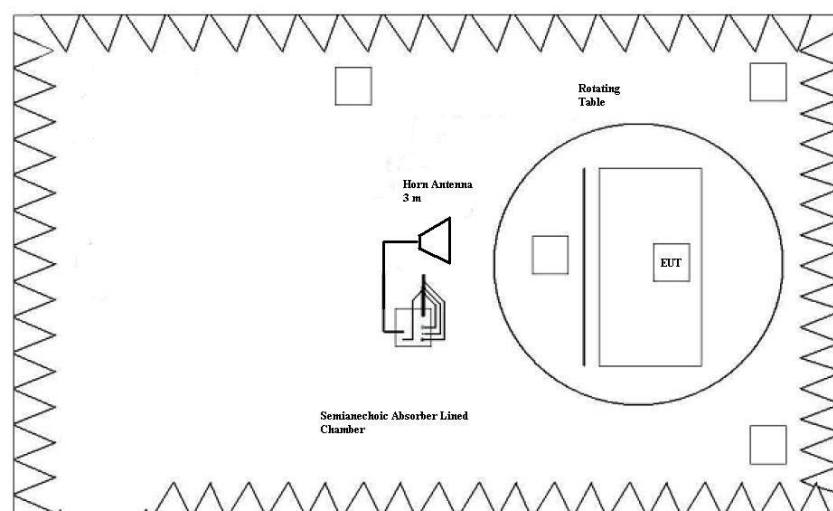 Rotating
Table
Horn Antenna
3 m
EUT
Semianechoic Absorber Lined
Chamber